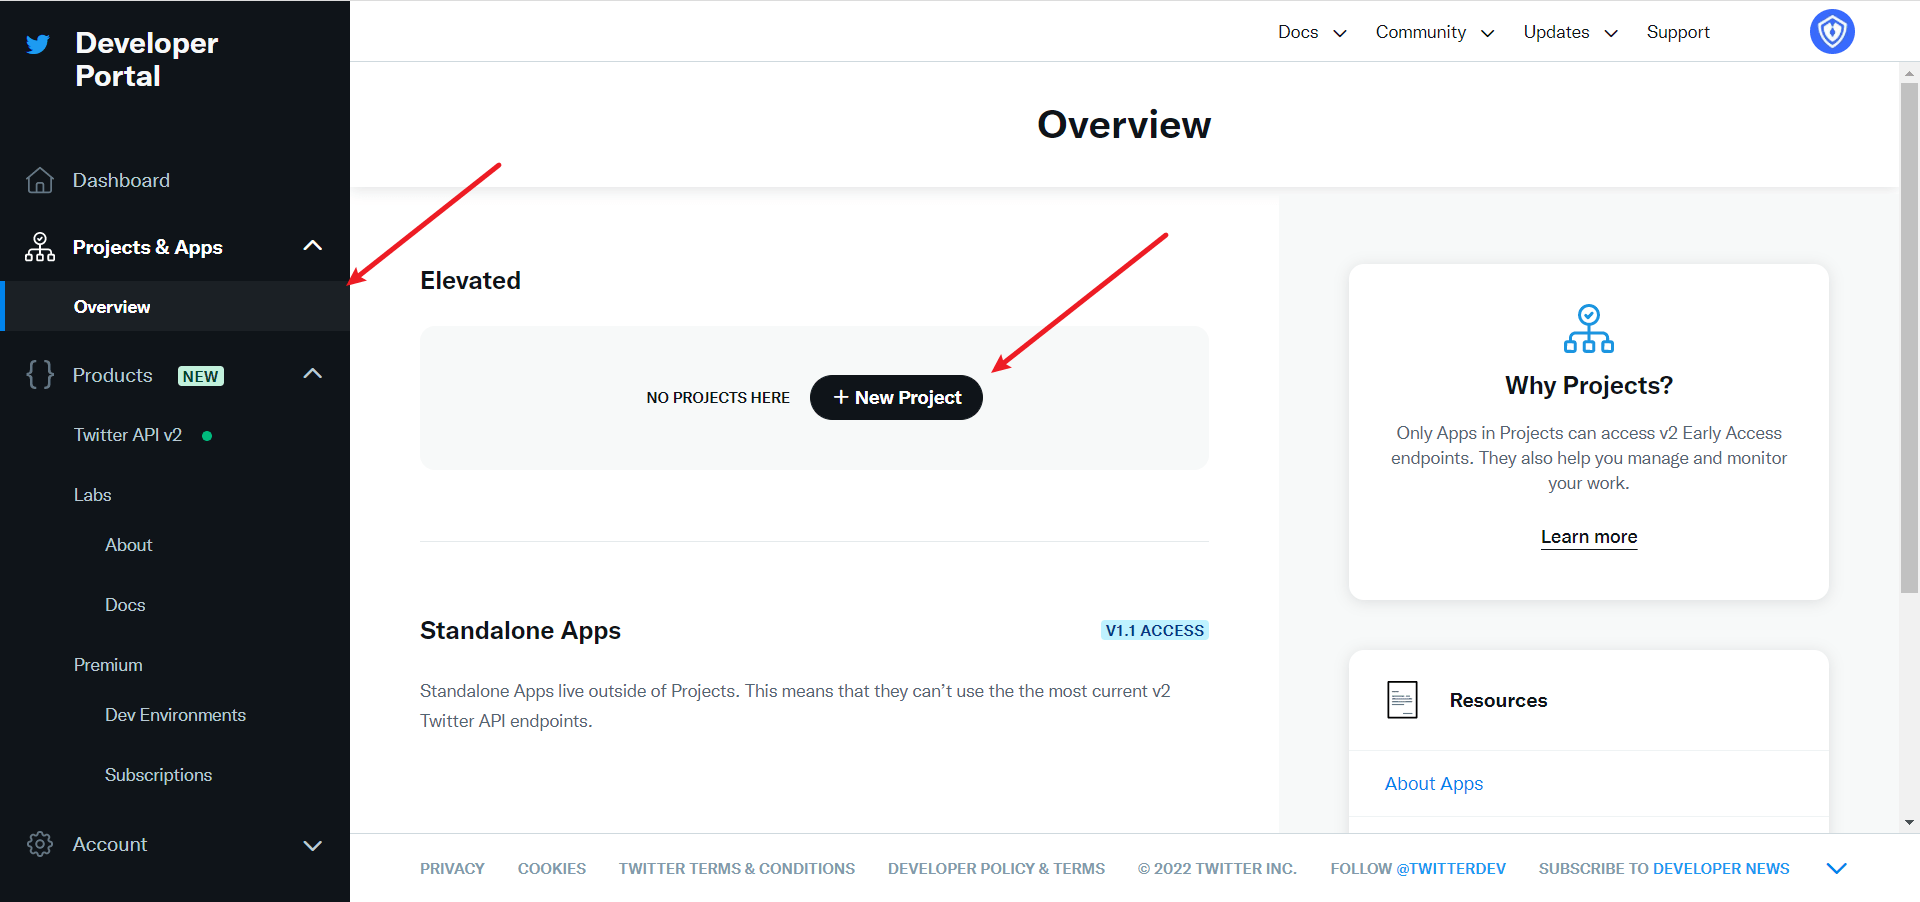 Developer
Portal
Docs
Community
Updates
Support
Dashboard
Projects & Apps
Overview
Products NEW
Twitter API v2
Labs
About
Docs
Premium
Dev Environments
Subscriptions
Account
Overview
Elevated
NO PROJECTS HERE
+ New Project
Standalone Apps
V1.1 ACCESS
Standalone Apps live outside of Projects. This means that they can’t use the the most current v2
Twitter API endpoints.
Why Projects?
Only Apps in Projects can access v2 Early Access
endpoints. They also help you manage and monitor
your work.
Learn more
Resources
About Apps
PRIVACY
COOKIES
TWITTER TERMS & CONDITIONS
DEVELOPER POLICY & TERMS
© 2022 TWITTER INC.
FOLLOW @TWITTERDEV
SUBSCRIBE TO DEVELOPER NEWS